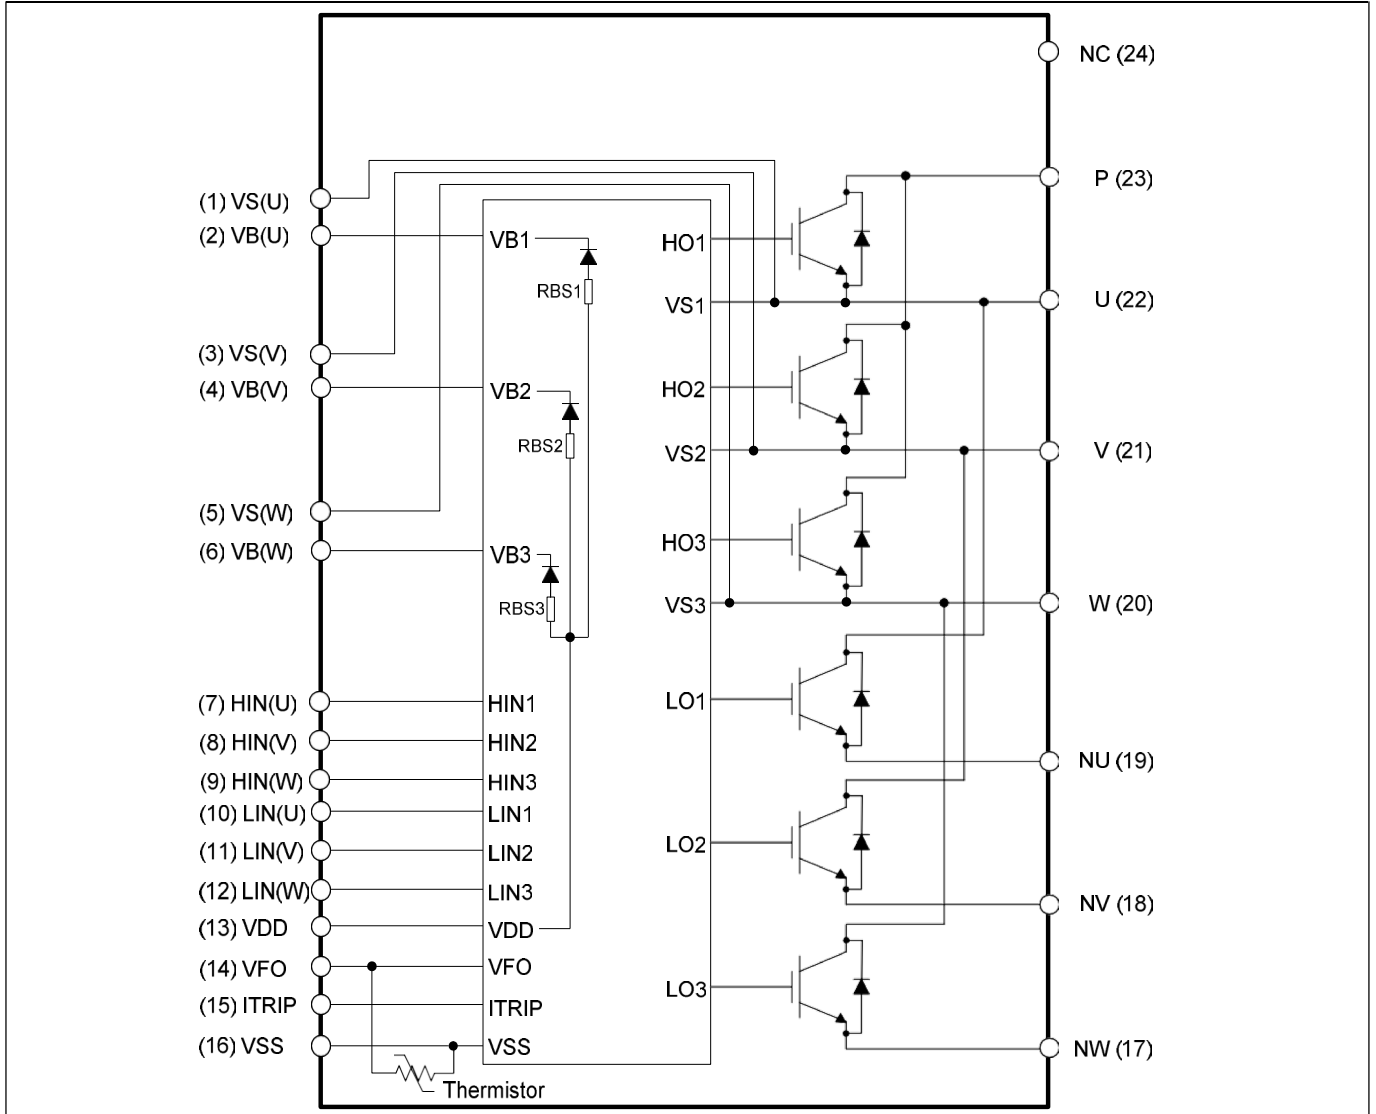 NC (24)
P (23)
(1) VS(U)
(2) VB(U)
VB1
HO1
RBS1
VS1
U (22)
(3) VS(V)
(4) VB(V)
VB2
HO2
RBS2
VS2
V (21)
(5) VS(W)
(6) VB(W)
VB3
HO3
RBS3
VS3
W (20)
(7) HIN(U)
HIN1
LO1
(8) HIN(V)
HIN2
NU (19)
(9) HIN(W)
HIN3
(10) LIN(U)
LIN1
(11) LIN(V)
LIN2
LO2
(12) LIN(W)
LIN3
NV (18)
(13) VDD
VDD
(14) VFO
VFO
LO3
(15) ITRIP
ITRIP
(16) VSS
VSS
NW (17)
Thermistor